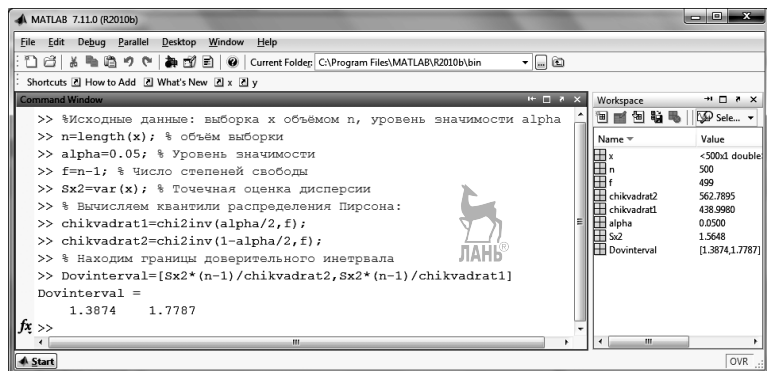 MATLAB 7.11.0 (R2010b)
File Edit Debug Parallel Desktop Window Help
Current Folder: C:\Program Files\MATLAB\R2010b\bin
Shortcuts How to Add What's New x y
Command Window
>> %Исходные данные: выборка x объёмом n, уровень значимости alpha
>> n=length(x); % объём выборки
>> alpha=0.05; % Уровень значимости
>> f=n-1; % Число степеней свободы
>> Sx2=var(x); % Точечная оценка дисперсии
>> % Вычисляем квантили распределения Пирсона:
>> chikvadrat1=chi2inv(alpha/2,f);
>> chikvadrat2=chi2inv(1-alpha/2,f);
>> % Находим границы доверительного инетрвала
>> Dovinterval=[Sx2*(n-1)/chikvadrat2,Sx2*(n-1)/chikvadrat1]
Dovinterval =
1.3874 1.7787
fx >>
ЛАНЬ®
Workspace
Sele...
Name Value
x <500x1 double>
n 500
f 499
chikvadrat2 562.7895
chikvadrat1 438.9980
alpha 0.0500
Sx2 1.5648
Dovinterval [1.3874,1.7787]
Start
OVR